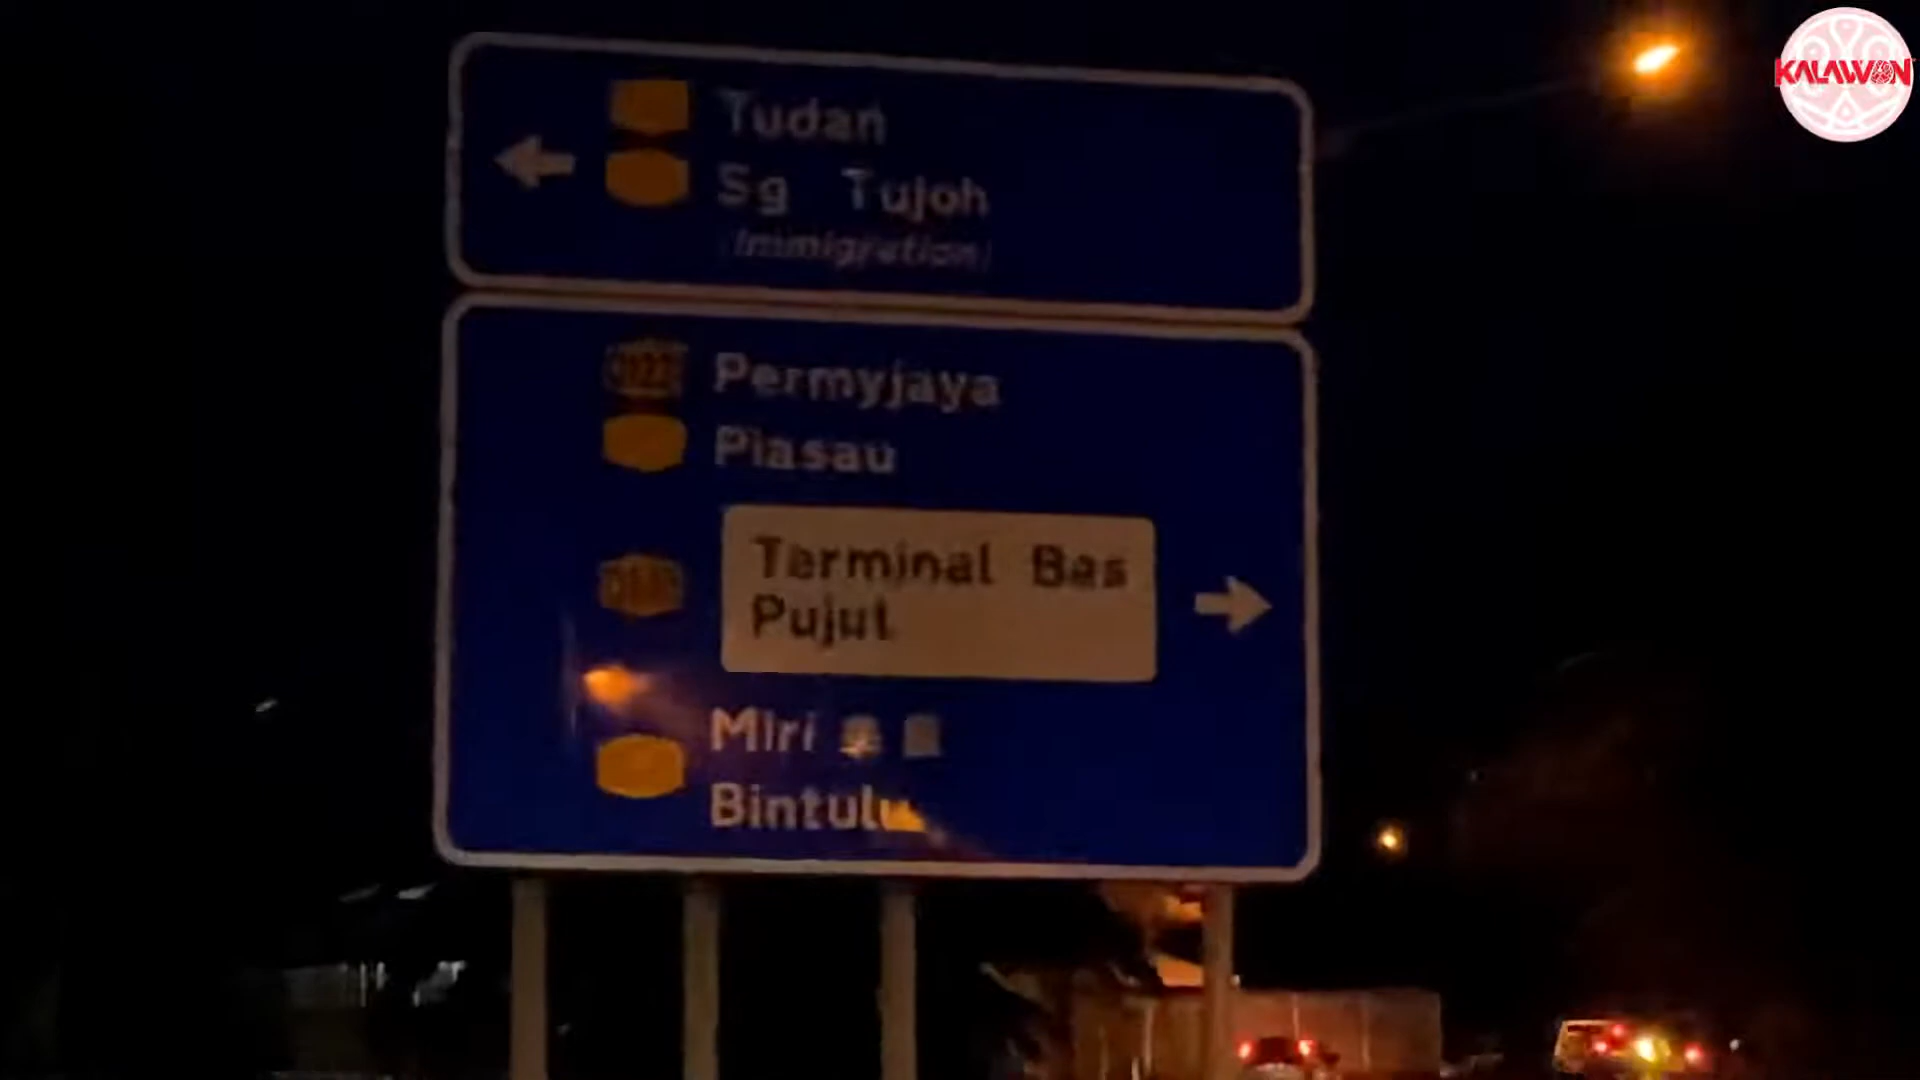 KALAWAN
Tudan
Sg Tujoh
(Immigration)
Permyjaya
Piasau
Terminal Bas
Pujut
Miri
Bintulu